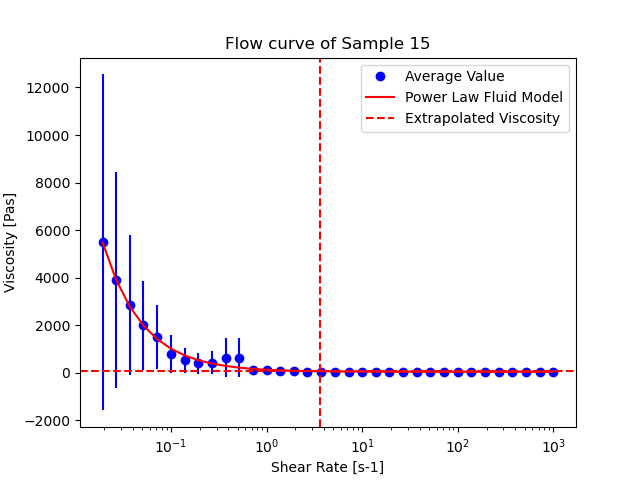 Flow curve of Sample 15
Average Value
Power Law Fluid Model
Extrapolated Viscosity
Viscosity [Pas]
12000
10000
8000
6000
4000
2000
0
−2000
10⁻¹ 10⁰ 10¹ 10² 10³
Shear Rate [s-1]